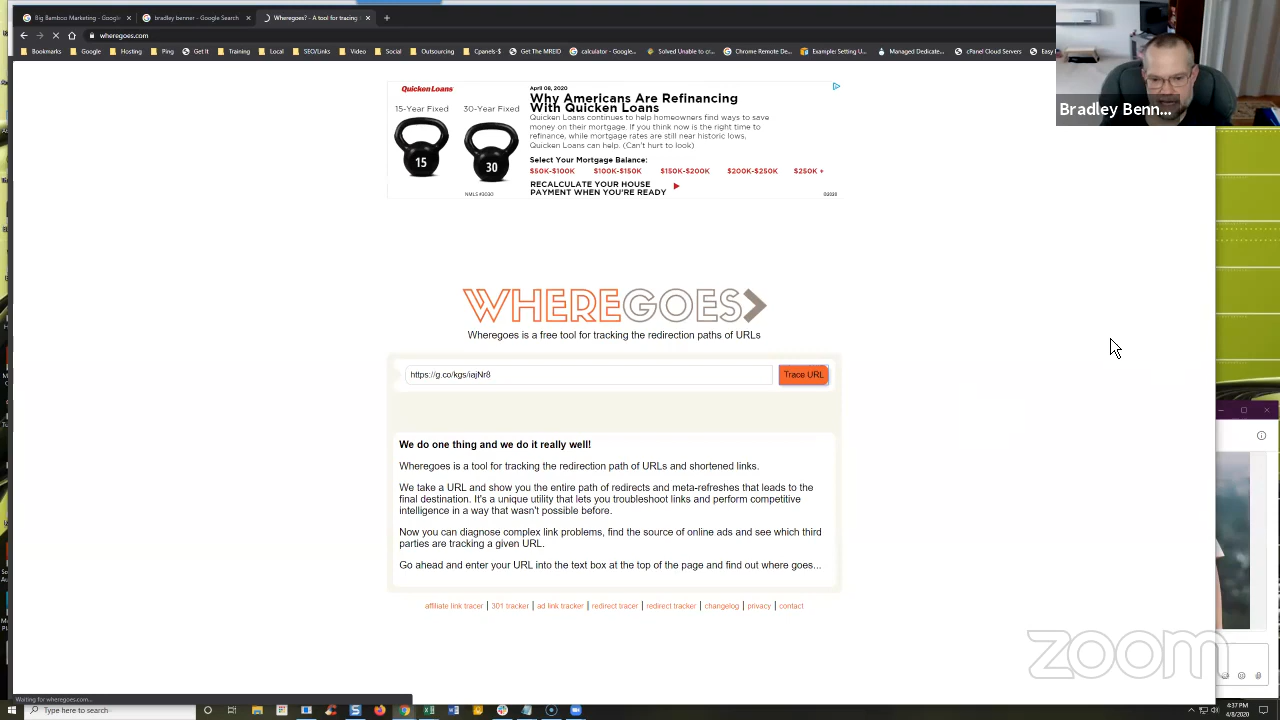 Big Bamboo Marketing - Google
bradley benner - Google Search
Wheregoes? - A tool for tracing
wheregoes.com
Bookmarks Google Hosting Ping Get It Training Local SEO/Links Video Social Outsourcing Cpanels-$ Get The MREID calculator - Google... Solved Unable to cr... Chrome Remote De... Example Setting U... Managed Dedicate... cPanel Cloud Servers Easy
Bradley Benn...
Quicken Loans
15-Year Fixed 30-Year Fixed
15
30
NMLS #3030
April 08, 2020
Why Americans Are Refinancing
With Quicken Loans
Quicken Loans continues to help homeowners find ways to save
money on their mortgage. If you think now is the right time to
refinance, while mortgage rates are still near historic lows,
Quicken Loans can help. (Can't hurt to look)
Select Your Mortgage Balance:
$50K-$100K $100K-$150K $150K-$200K $200K-$250K $250K +
RECALCULATE YOUR HOUSE
PAYMENT WHEN YOU'RE READY
©2020
WHEREGOES
Wheregoes is a free tool for tracking the redirection paths of URLs
https://g.co/kgs/iajNr8 Trace URL
We do one thing and we do it really well!
Wheregoes is a tool for tracking the redirection path of URLs and shortened links.
We take a URL and show you the entire path of redirects and meta-refreshes that leads to the
final destination. It's a unique utility that lets you troubleshoot links and perform competitive
intelligence in a way that wasn't possible before.
Now you can diagnose complex link problems, find the source of online ads and see which third
parties are tracking a given URL.
Go ahead and enter your URL into the text box at the top of the page and find out where goes...
affiliate link tracer | 301 tracker | ad link tracker | redirect tracer | redirect tracker | changelog | privacy | contact
zoom
Waiting for wheregoes.com...
Type here to search
4:37 PM
4/8/2020